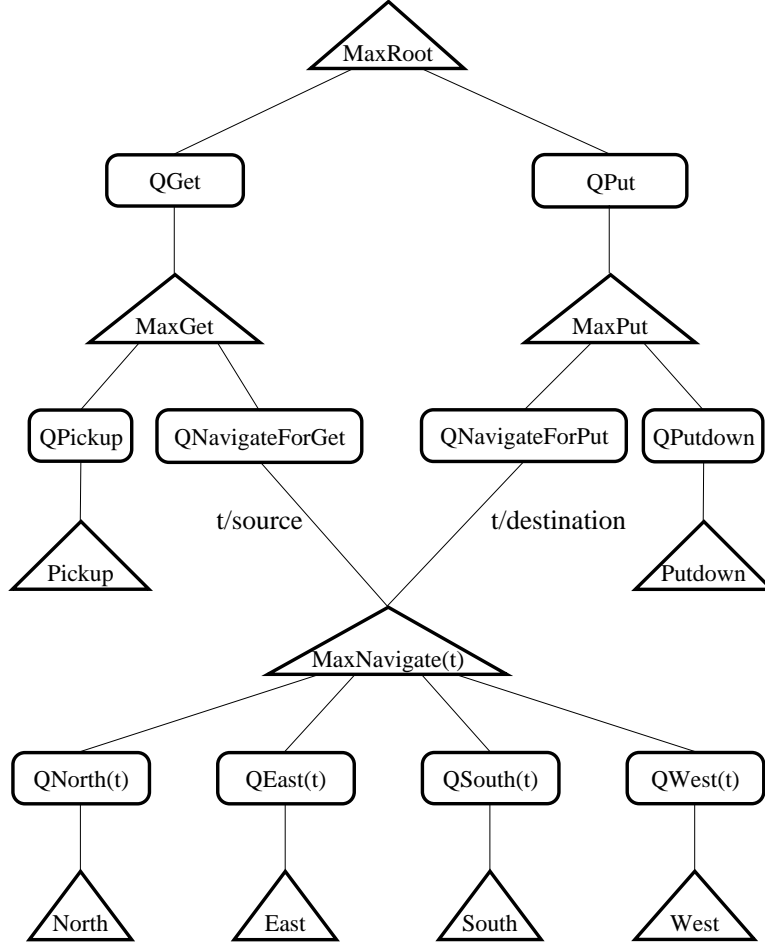 MaxRoot
QGet
QPut
MaxGet
MaxPut
QPickup
QNavigateForGet
QNavigateForPut
QPutdown
t/source
t/destination
Pickup
Putdown
MaxNavigate(t)
QNorth(t)
QEast(t)
QSouth(t)
QWest(t)
North
East
South
West